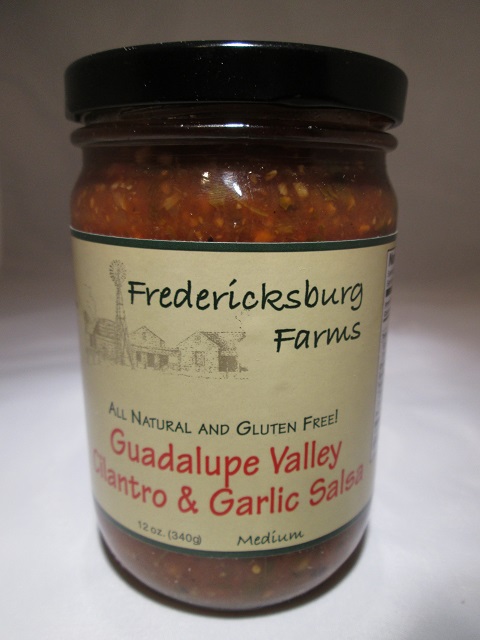 Fredericksburg
Farms
All Natural and Gluten Free!
Guadalupe Valley
Cilantro & Garlic Salsa
12 oz. (340g) Medium